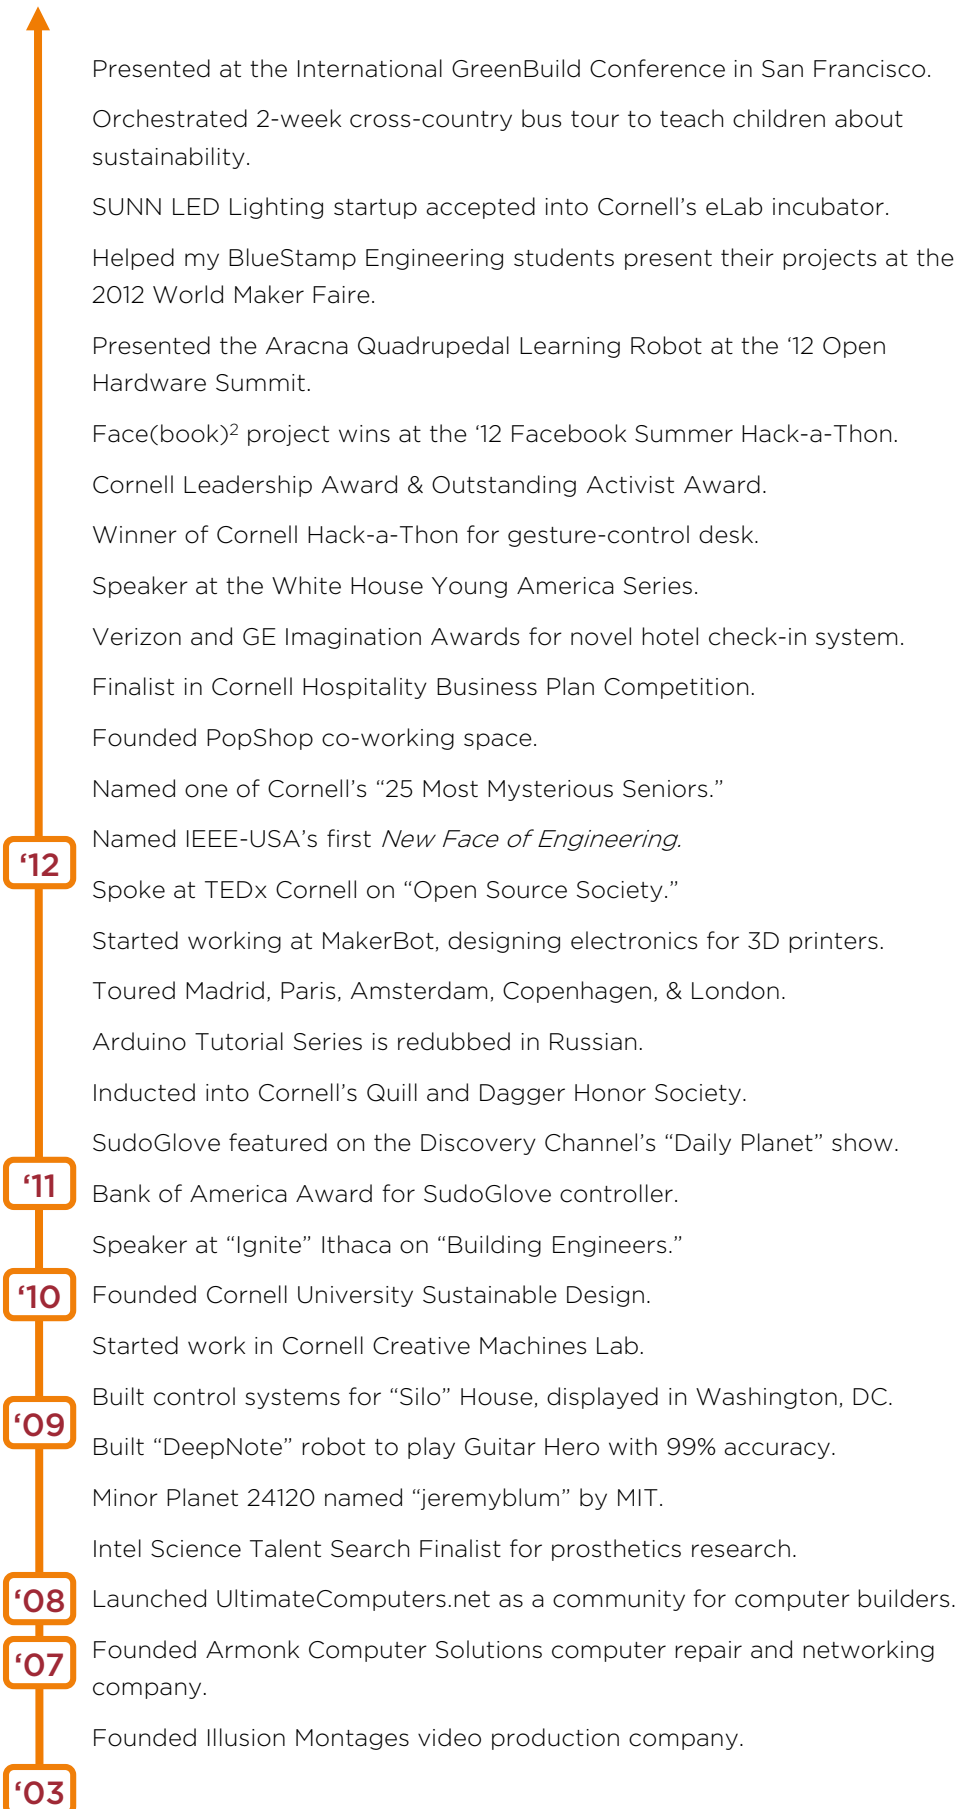 Presented at the International GreenBuild Conference in San Francisco.
Orchestrated 2-week cross-country bus tour to teach children about
sustainability.
SUNN LED Lighting startup accepted into Cornell’s eLab incubator.
Helped my BlueStamp Engineering students present their projects at the
2012 World Maker Faire.
Presented the Aracna Quadrupedal Learning Robot at the ‘12 Open
Hardware Summit.
Face(book)² project wins at the ‘12 Facebook Summer Hack-a-Thon.
Cornell Leadership Award & Outstanding Activist Award.
Winner of Cornell Hack-a-Thon for gesture-control desk.
Speaker at the White House Young America Series.
Verizon and GE Imagination Awards for novel hotel check-in system.
Finalist in Cornell Hospitality Business Plan Competition.
Founded PopShop co-working space.
Named one of Cornell’s “25 Most Mysterious Seniors.”
Named IEEE-USA’s first New Face of Engineering.
‘12
Spoke at TEDx Cornell on “Open Source Society.”
Started working at MakerBot, designing electronics for 3D printers.
Toured Madrid, Paris, Amsterdam, Copenhagen, & London.
Arduino Tutorial Series is redubbed in Russian.
Inducted into Cornell’s Quill and Dagger Honor Society.
SudoGlove featured on the Discovery Channel’s “Daily Planet” show.
‘11
Bank of America Award for SudoGlove controller.
Speaker at “Ignite” Ithaca on “Building Engineers.”
‘10
Founded Cornell University Sustainable Design.
Started work in Cornell Creative Machines Lab.
Built control systems for “Silo” House, displayed in Washington, DC.
‘09
Built “DeepNote” robot to play Guitar Hero with 99% accuracy.
Minor Planet 24120 named “jeremyblum” by MIT.
Intel Science Talent Search Finalist for prosthetics research.
‘08
Launched UltimateComputers.net as a community for computer builders.
‘07
Founded Armonk Computer Solutions computer repair and networking
company.
Founded Illusion Montages video production company.
‘03